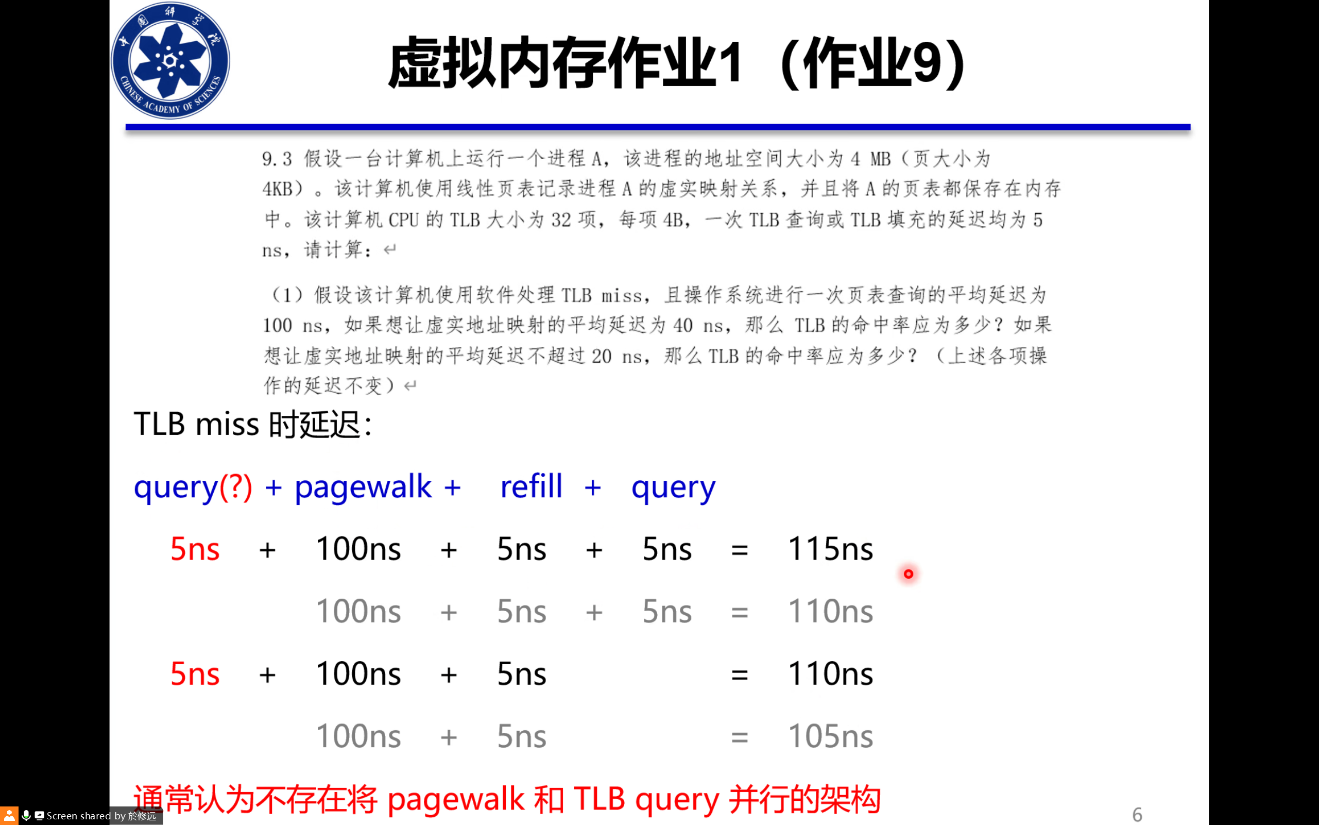 中国科学院
CHINESE ACADEMY OF SCIENCES
虚拟内存作业1（作业9）
9.3 假设一台计算机上运行一个进程 A，该进程的地址空间大小为 4 MB（页大小为
4KB）。该计算机使用线性页表记录进程 A 的虚实映射关系，并且将 A 的页表都保存在内存
中。该计算机 CPU 的 TLB 大小为 32 项，每项 4B，一次 TLB 查询或 TLB 填充的延迟均为 5
ns，请计算：↵
（1）假设该计算机使用软件处理 TLB miss，且操作系统进行一次页表查询的平均延迟为
100 ns，如果想让虚实地址映射的平均延迟为 40 ns，那么 TLB 的命中率应为多少？如果
想让虚实地址映射的平均延迟不超过 20 ns，那么 TLB 的命中率应为多少？（上述各项操
作的延迟不变）↵
TLB miss 时延迟：
query(?) + pagewalk + refill + query
5ns + 100ns + 5ns + 5ns = 115ns
100ns + 5ns + 5ns = 110ns
5ns + 100ns + 5ns = 110ns
100ns + 5ns = 105ns
通常认为不存在将 pagewalk 和 TLB query 并行的架构
Screen shared by 於修远
6